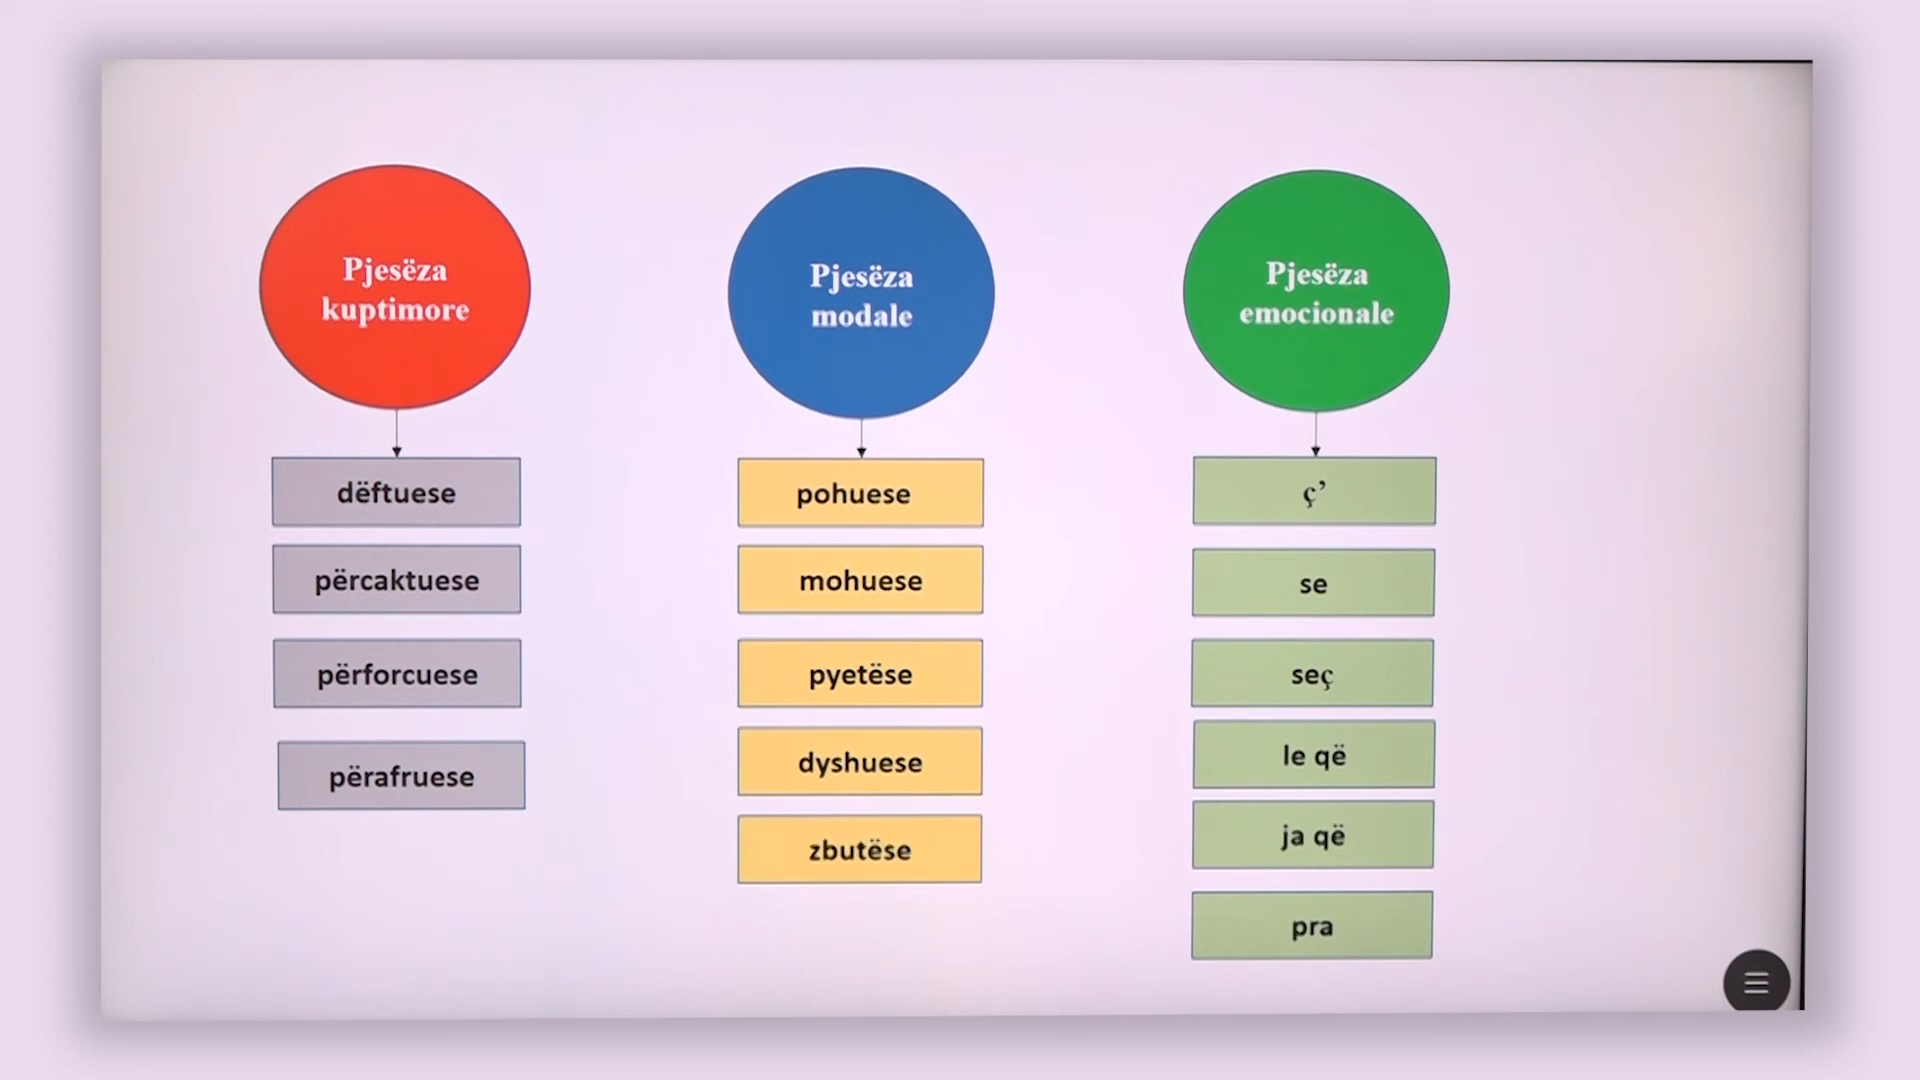 Pjesëza
kuptimore
dëftuese
përcaktuese
përforcuese
përafruese
Pjesëza
modale
pohuese
mohuese
pyetëse
dyshuese
zbutëse
Pjesëza
emocionale
ç’
se
seç
le që
ja që
pra